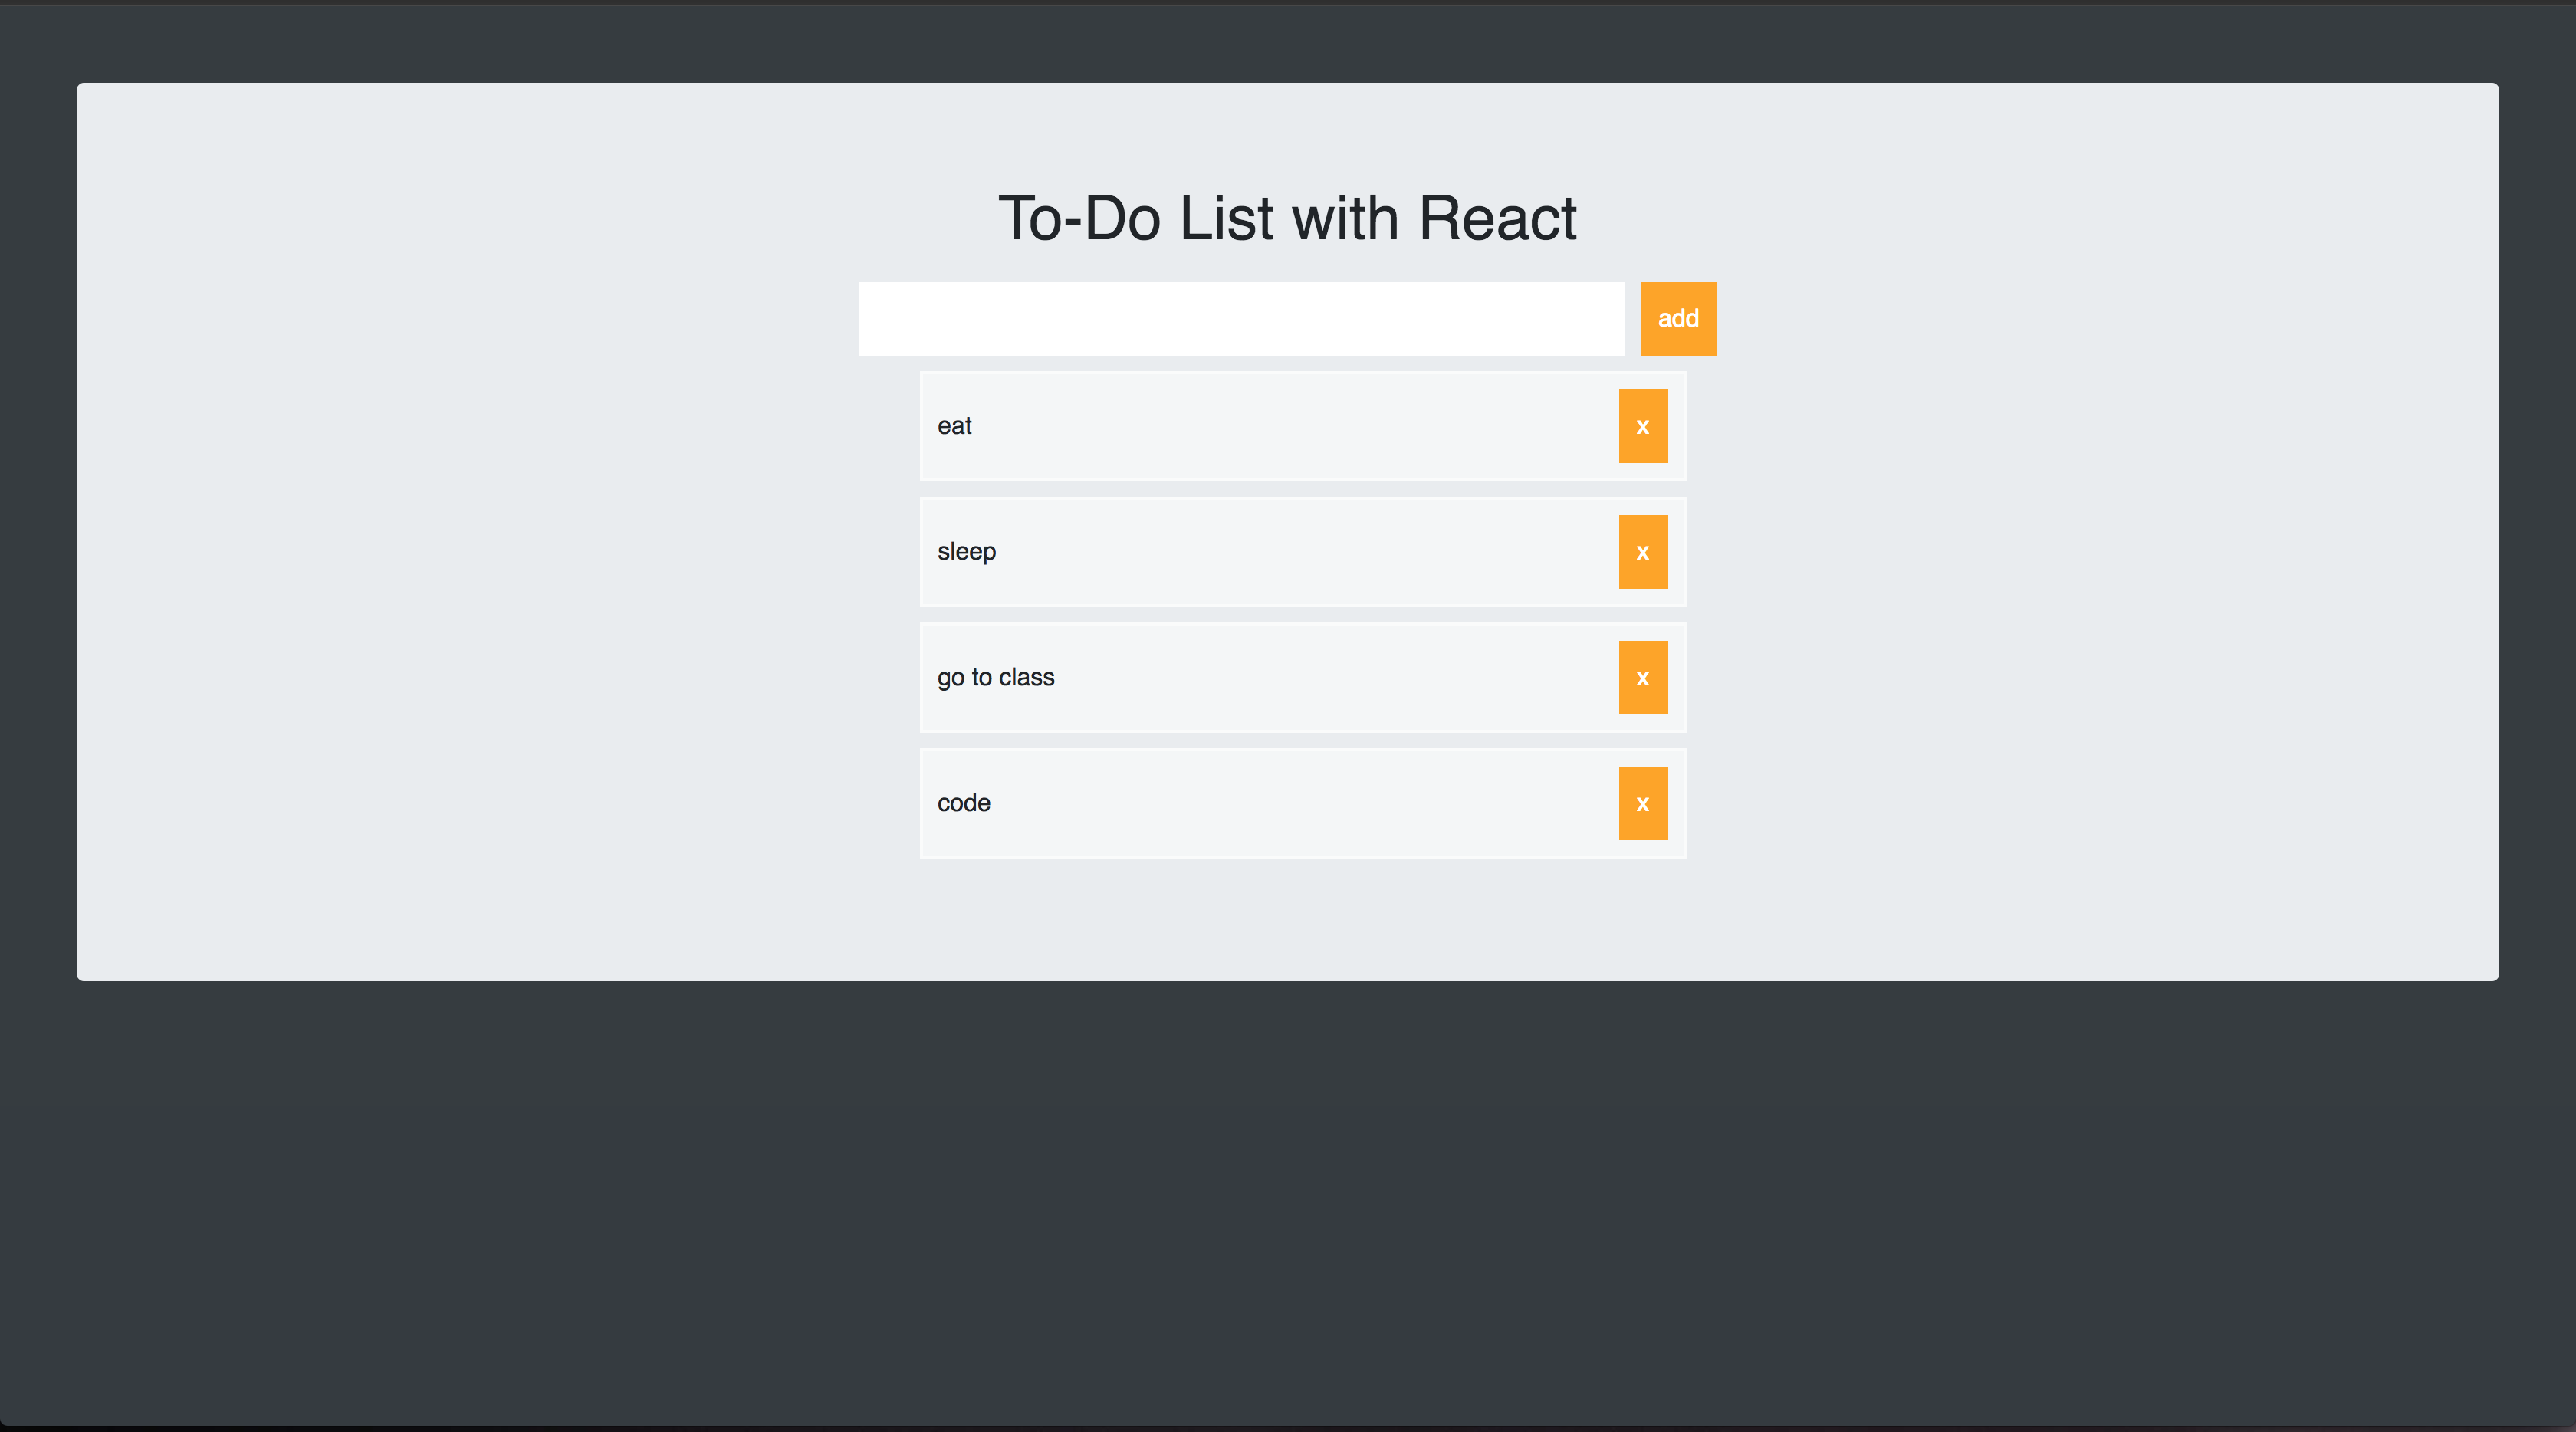 To-Do List with React
add
eat
x
sleep
x
go to class
x
code
x